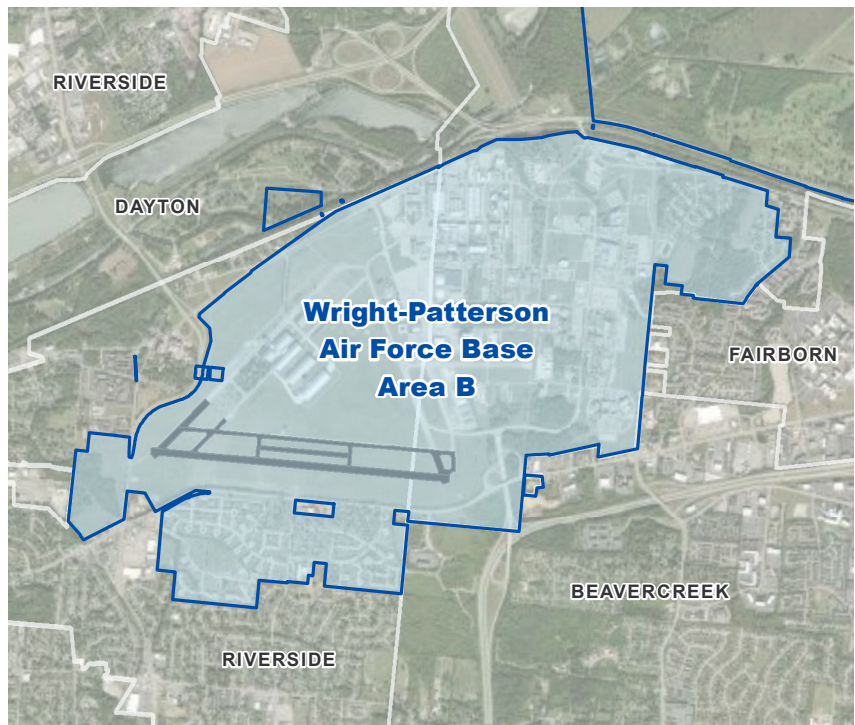 RIVERSIDE
DAYTON
Wright-Patterson
Air Force Base
Area B
FAIRBORN
BEAVERCREEK
RIVERSIDE